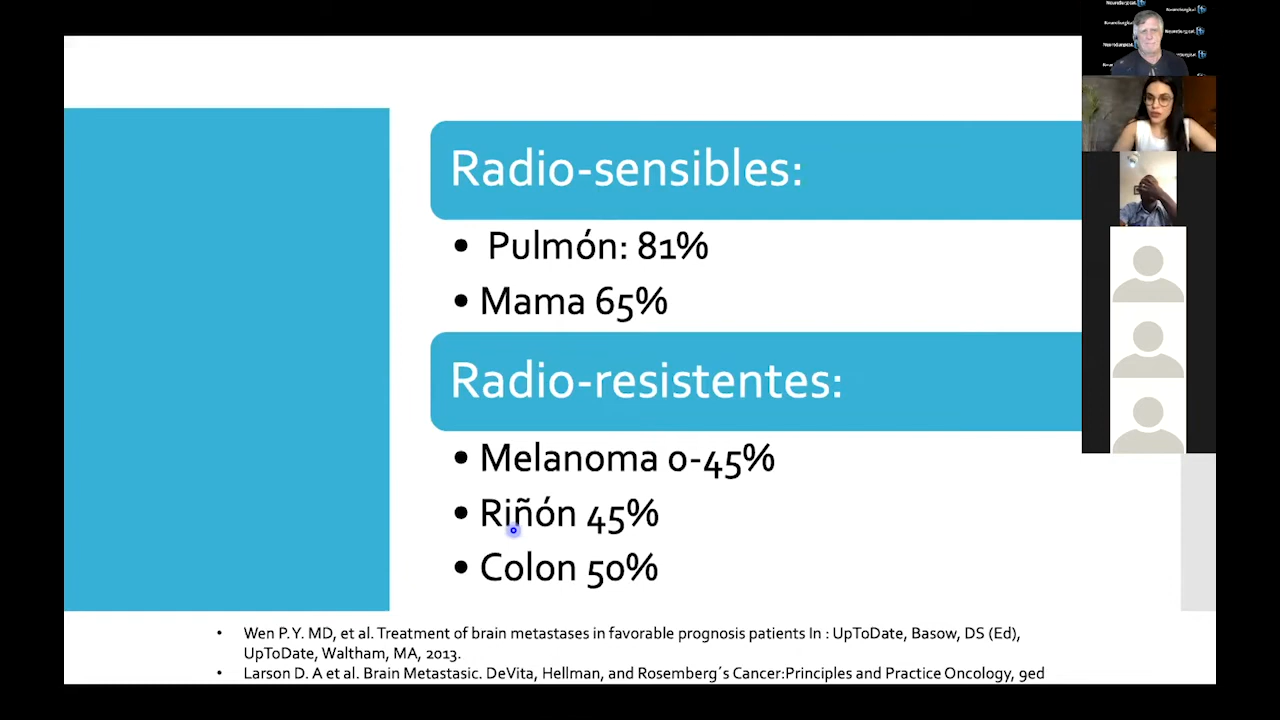 Radio-sensibles:
• Pulmón: 81%
• Mama 65%
Radio-resistentes:
• Melanoma 0-45%
• Riñón 45%
• Colon 50%
• Wen P.Y. MD, et al. Treatment of brain metastases in favorable prognosis patients In : UpToDate, Basow, DS (Ed),
UpToDate, Waltham, MA, 2013.
• Larson D. A et al. Brain Metastasic. DeVita, Hellman, and Rosemberg´s Cancer:Principles and Practice Oncology, 9ed